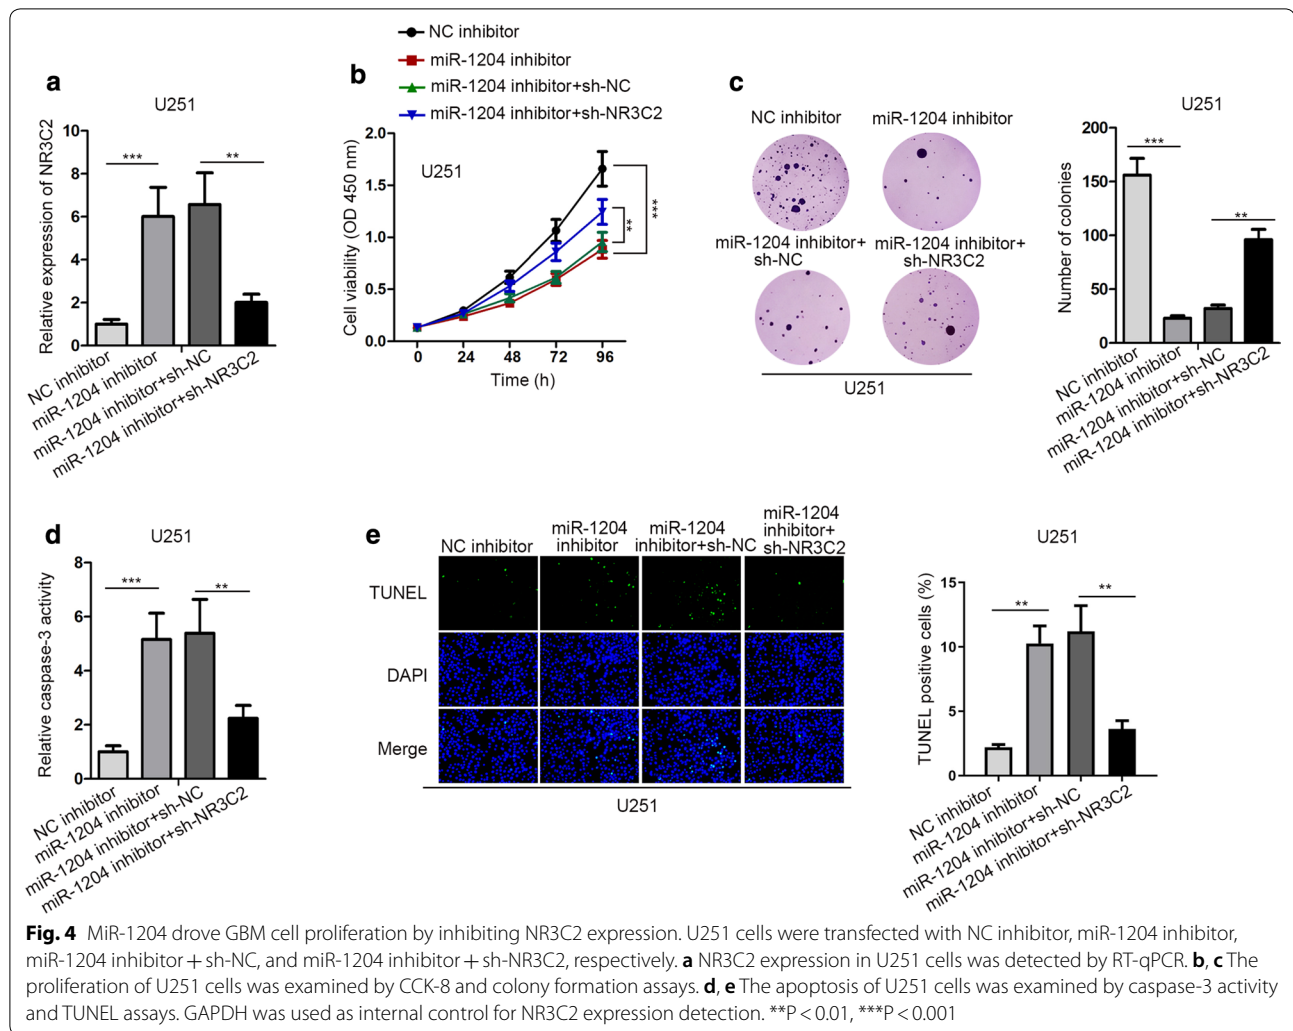 a
U251
Relative expression of NR3C2
10
8
6
4
2
0
***
**
NC inhibitor
miR-1204 inhibitor
miR-1204 inhibitor+sh-NC
miR-1204 inhibitor+sh-NR3C2
b
NC inhibitor
miR-1204 inhibitor
miR-1204 inhibitor+sh-NC
miR-1204 inhibitor+sh-NR3C2
U251
Cell viability (OD 450 nm)
2.0
1.5
1.0
0.5
0.0
**
***
0 24 48 72 96
Time (h)
c
NC inhibitor
miR-1204 inhibitor
miR-1204 inhibitor+
sh-NC
miR-1204 inhibitor+
sh-NR3C2
U251
U251
Number of colonies
200
150
100
50
0
***
**
NC inhibitor
miR-1204 inhibitor
miR-1204 inhibitor+sh-NC
miR-1204 inhibitor+sh-NR3C2
d
U251
Relative caspase-3 activity
8
6
4
2
0
***
**
NC inhibitor
miR-1204 inhibitor
miR-1204 inhibitor+sh-NC
miR-1204 inhibitor+sh-NR3C2
e
NC inhibitor
miR-1204
inhibitor
miR-1204
inhibitor+sh-NC
miR-1204
inhibitor+
sh-NR3C2
TUNEL
DAPI
Merge
U251
U251
TUNEL positive cells (%)
15
10
5
0
**
**
NC inhibitor
miR-1204 inhibitor
miR-1204 inhibitor+sh-NC
miR-1204 inhibitor+sh-NR3C2
Fig. 4 MiR-1204 drove GBM cell proliferation by inhibiting NR3C2 expression. U251 cells were transfected with NC inhibitor, miR-1204 inhibitor,
miR-1204 inhibitor + sh-NC, and miR-1204 inhibitor + sh-NR3C2, respectively. a NR3C2 expression in U251 cells was detected by RT-qPCR. b, c The
proliferation of U251 cells was examined by CCK-8 and colony formation assays. d, e The apoptosis of U251 cells was examined by caspase-3 activity
and TUNEL assays. GAPDH was used as internal control for NR3C2 expression detection. **P < 0.01, ***P < 0.001